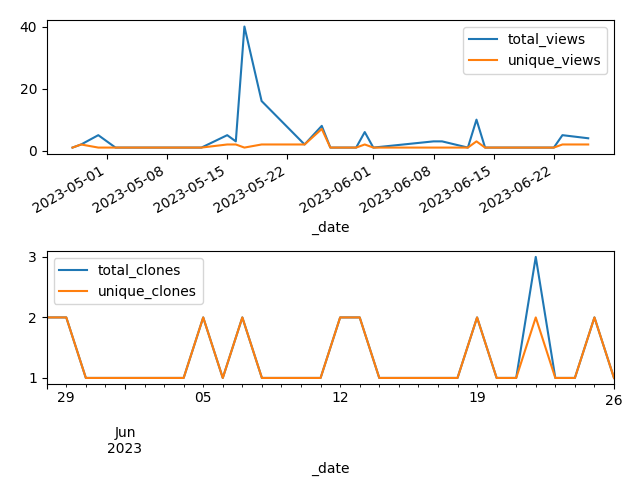 40
20
0
total_views
unique_views
2023-05-01
2023-05-08
2023-05-15
2023-05-22
2023-06-01
2023-06-08
2023-06-15
2023-06-22
_date
3
2
1
total_clones
unique_clones
29
05
12
19
26
Jun
2023
_date